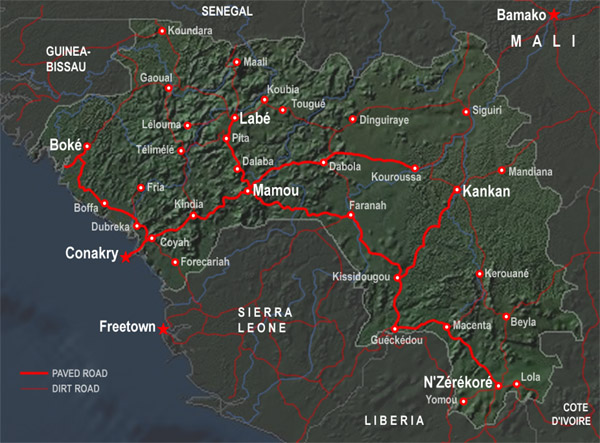 SENEGAL
Bamako
MALI
Koundara
GUINEA-
BISSAU
Maali
Gaoual
Koubia
Tougué
Siguiri
Labé
Dinguiraye
Lélouma
Boké
Pita
Télimélé
Dalaba
Dabola
Kouroussa
Mandiana
Fria
Mamou
Kankan
Boffa
Kindia
Faranah
Dubreka
Coyah
Conakry
Forecariah
Kissidougou
Kerouané
SIERRA
LEONE
Freetown
Beyla
Guéckédou
Macenta
PAVED ROAD
DIRT ROAD
N'Zérékoré
Lola
Yomou
LIBERIA
COTE
D'IVOIRE